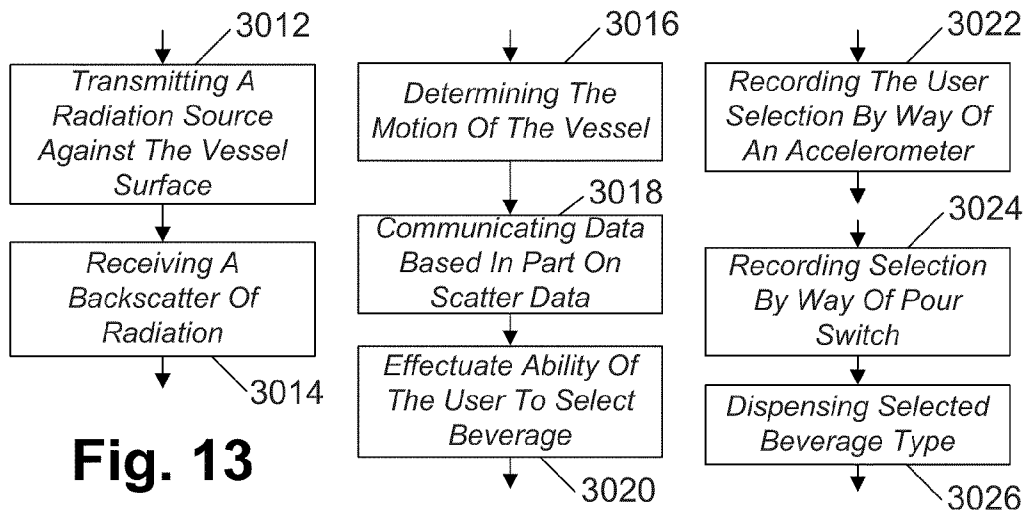 3012
Transmitting A
Radiation Source
Against The Vessel
Surface
Receiving A
Backscatter Of
Radiation
3014
Fig. 13
3016
Determining The
Motion Of The Vessel
3018
Communicating Data
Based In Part On
Scatter Data
Effectuate Ability Of
The User To Select
Beverage
3020
3022
Recording The User
Selection By Way Of
An Accelerometer
3024
Recording Selection
By Way Of Pour
Switch
Dispensing Selected
Beverage Type
3026